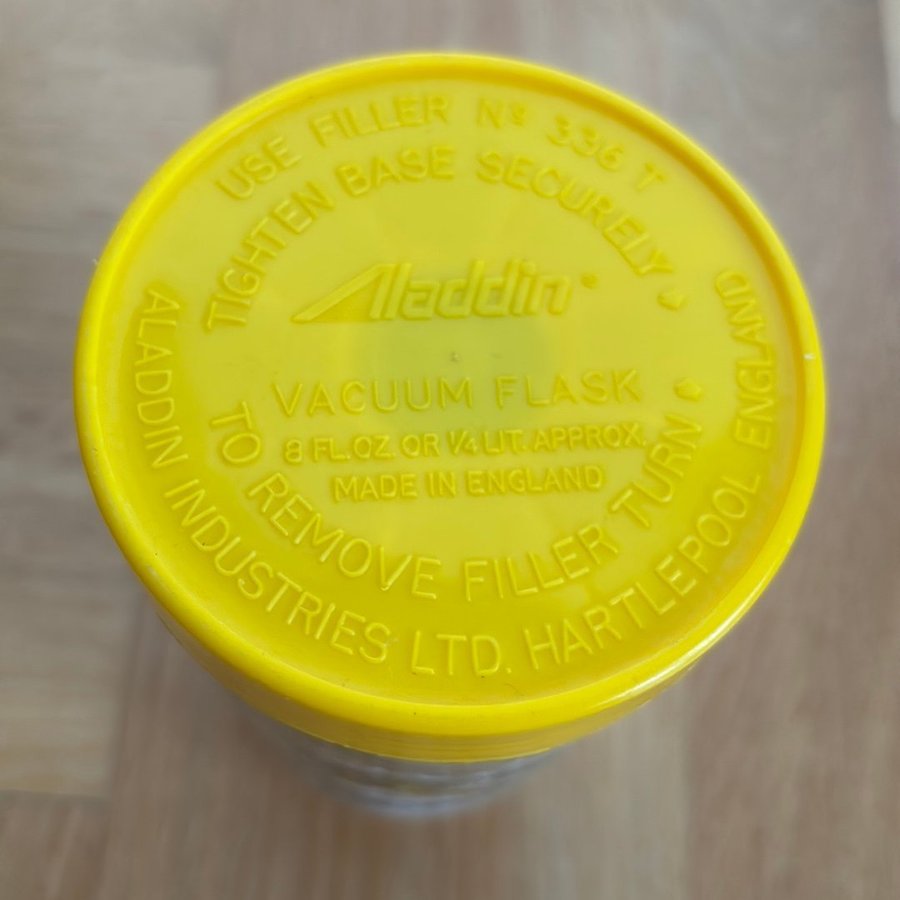 USE FILLER Nº 336 T
TIGHTEN BASE SECURELY
Aladdin
VACUUM FLASK
8 FL.OZ. OR ¼ LIT. APPROX.
MADE IN ENGLAND
TO REMOVE FILLER TURN
ALADDIN INDUSTRIES LTD. HARTLEPOOL ENGLAND